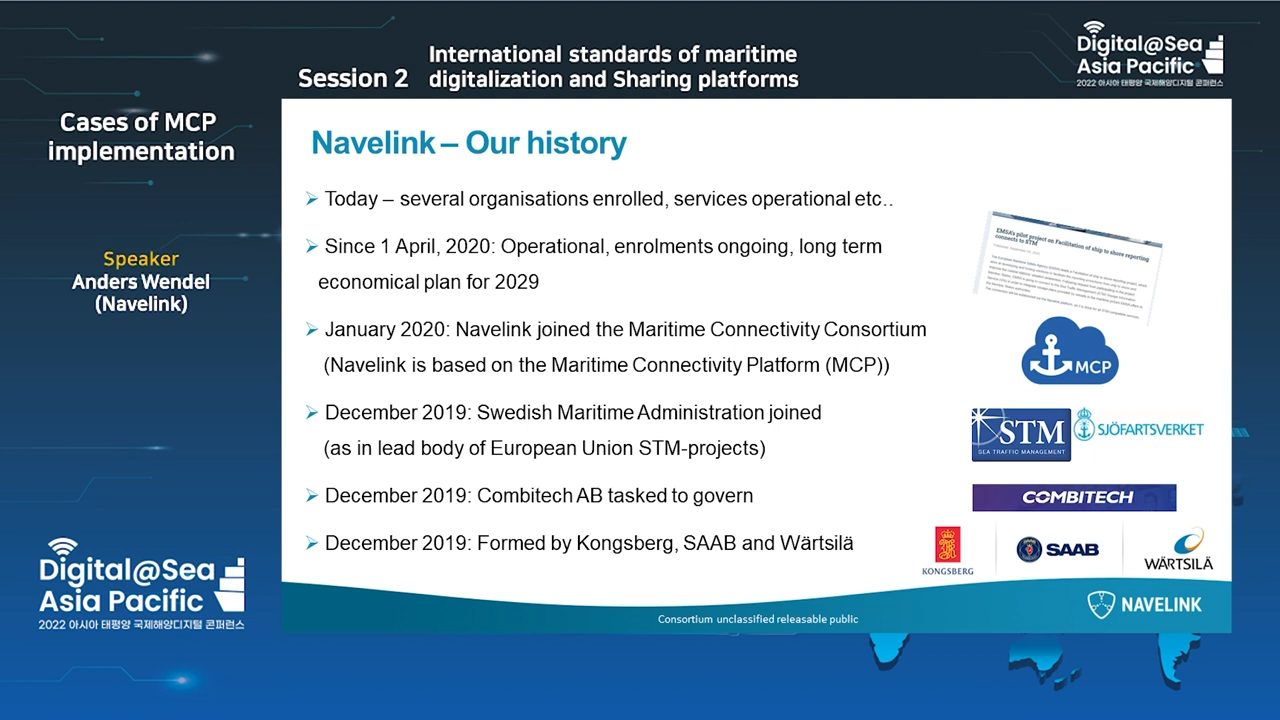 Session 2
International standards of maritime
digitalization and Sharing platforms
Digital@Sea
Asia Pacific
2022 아시아 태평양 국제해양디지털 콘퍼런스
Cases of MCP
implementation
Speaker
Anders Wendel
(Navelink)
Navelink – Our history
Today – several organisations enrolled, services operational etc..
Since 1 April, 2020: Operational, enrolments ongoing, long term
economical plan for 2029
January 2020: Navelink joined the Maritime Connectivity Consortium
(Navelink is based on the Maritime Connectivity Platform (MCP))
December 2019: Swedish Maritime Administration joined
(as in lead body of European Union STM-projects)
December 2019: Combitech AB tasked to govern
December 2019: Formed by Kongsberg, SAAB and Wärtsilä
EMSA's pilot project on Facilitation of ship to shore reporting
connects to STM
MCP
STM
SEA TRAFFIC MANAGEMENT
SJÖFARTSVERKET
COMBITECH
KONGSBERG
SAAB
WÄRTSILÄ
Consortium unclassified releasable public
NAVELINK
Digital@Sea
Asia Pacific
2022 아시아 태평양 국제해양디지털 콘퍼런스